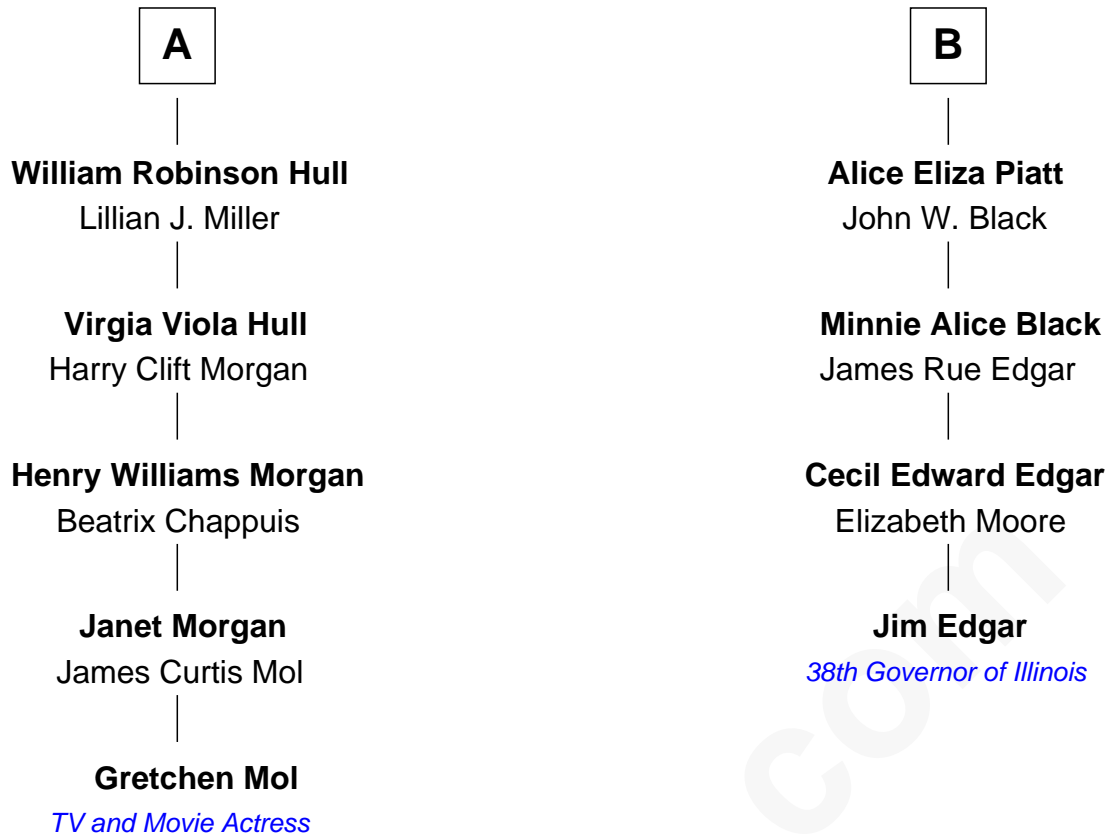 A
William Robinson Hull
Lillian J. Miller
Virgia Viola Hull
Harry Clift Morgan
Henry Williams Morgan
Beatrix Chappuis
Janet Morgan
James Curtis Mol
Gretchen Mol
TV and Movie Actress
B
Alice Eliza Piatt
John W. Black
Minnie Alice Black
James Rue Edgar
Cecil Edward Edgar
Elizabeth Moore
Jim Edgar
38th Governor of Illinois
com